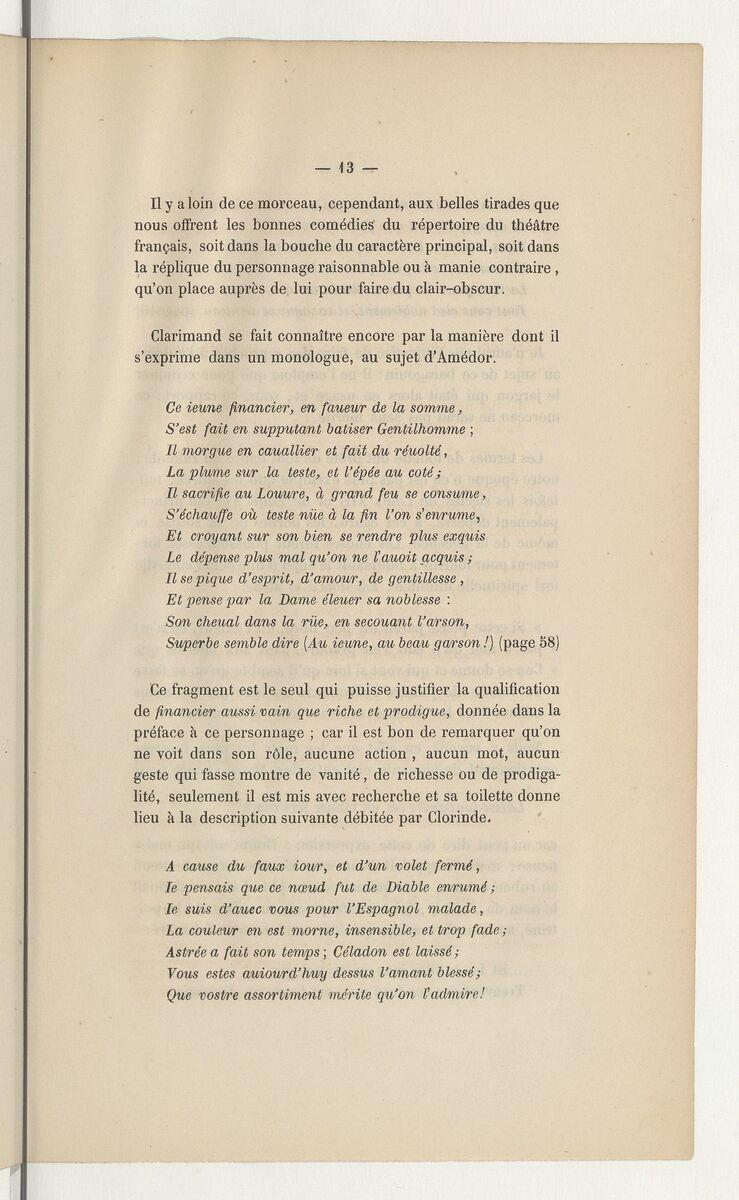 — 13 —
Il y a loin de ce morceau, cependant, aux belles tirades que
nous offrent les bonnes comédies du répertoire du théâtre
français, soit dans la bouche du caractère principal, soit dans
la réplique du personnage raisonnable ou à manie contraire,
qu'on place auprès de lui pour faire du clair-obscur.
Clarimand se fait connaître encore par la manière dont il
s'exprime dans un monologue, au sujet d'Amédor.
Ce ieune financier, en faueur de la somme,
S'est fait en supputant batiser Gentilhomme ;
Il morgue en cauallier et fait du réuolté,
La plume sur la teste, et l'épée au coté ;
Il sacrifie au Louure, à grand feu se consume,
S'échauffe où teste nüe à la fin l'on s'enrume,
Et croyant sur son bien se rendre plus exquis
Le dépense plus mal qu'on ne l'auoit acquis ;
Il se pique d'esprit, d'amour, de gentillesse,
Et pense par la Dame éleuer sa noblesse :
Son cheual dans la rüe, en secouant l'arson,
Superbe semble dire (Au ieune, au beau garson !) (page 58)
Ce fragment est le seul qui puisse justifier la qualification
de financier aussi vain que riche et prodigue, donnée dans la
préface à ce personnage ; car il est bon de remarquer qu'on
ne voit dans son rôle, aucune action, aucun mot, aucun
geste qui fasse montre de vanité, de richesse ou de prodiga-
lité, seulement il est mis avec recherche et sa toilette donne
lieu à la description suivante débitée par Clorinde.
A cause du faux iour, et d'un volet fermé,
Ie pensais que ce nœud fut de Diable enrumé ;
Ie suis d'auec vous pour l'Espagnol malade,
La couleur en est morne, insensible, et trop fade ;
Astrée a fait son temps ; Céladon est laissé ;
Vous estes auiourd'huy dessus l'amant blessé ;
Que vostre assortiment mérite qu'on l'admire !